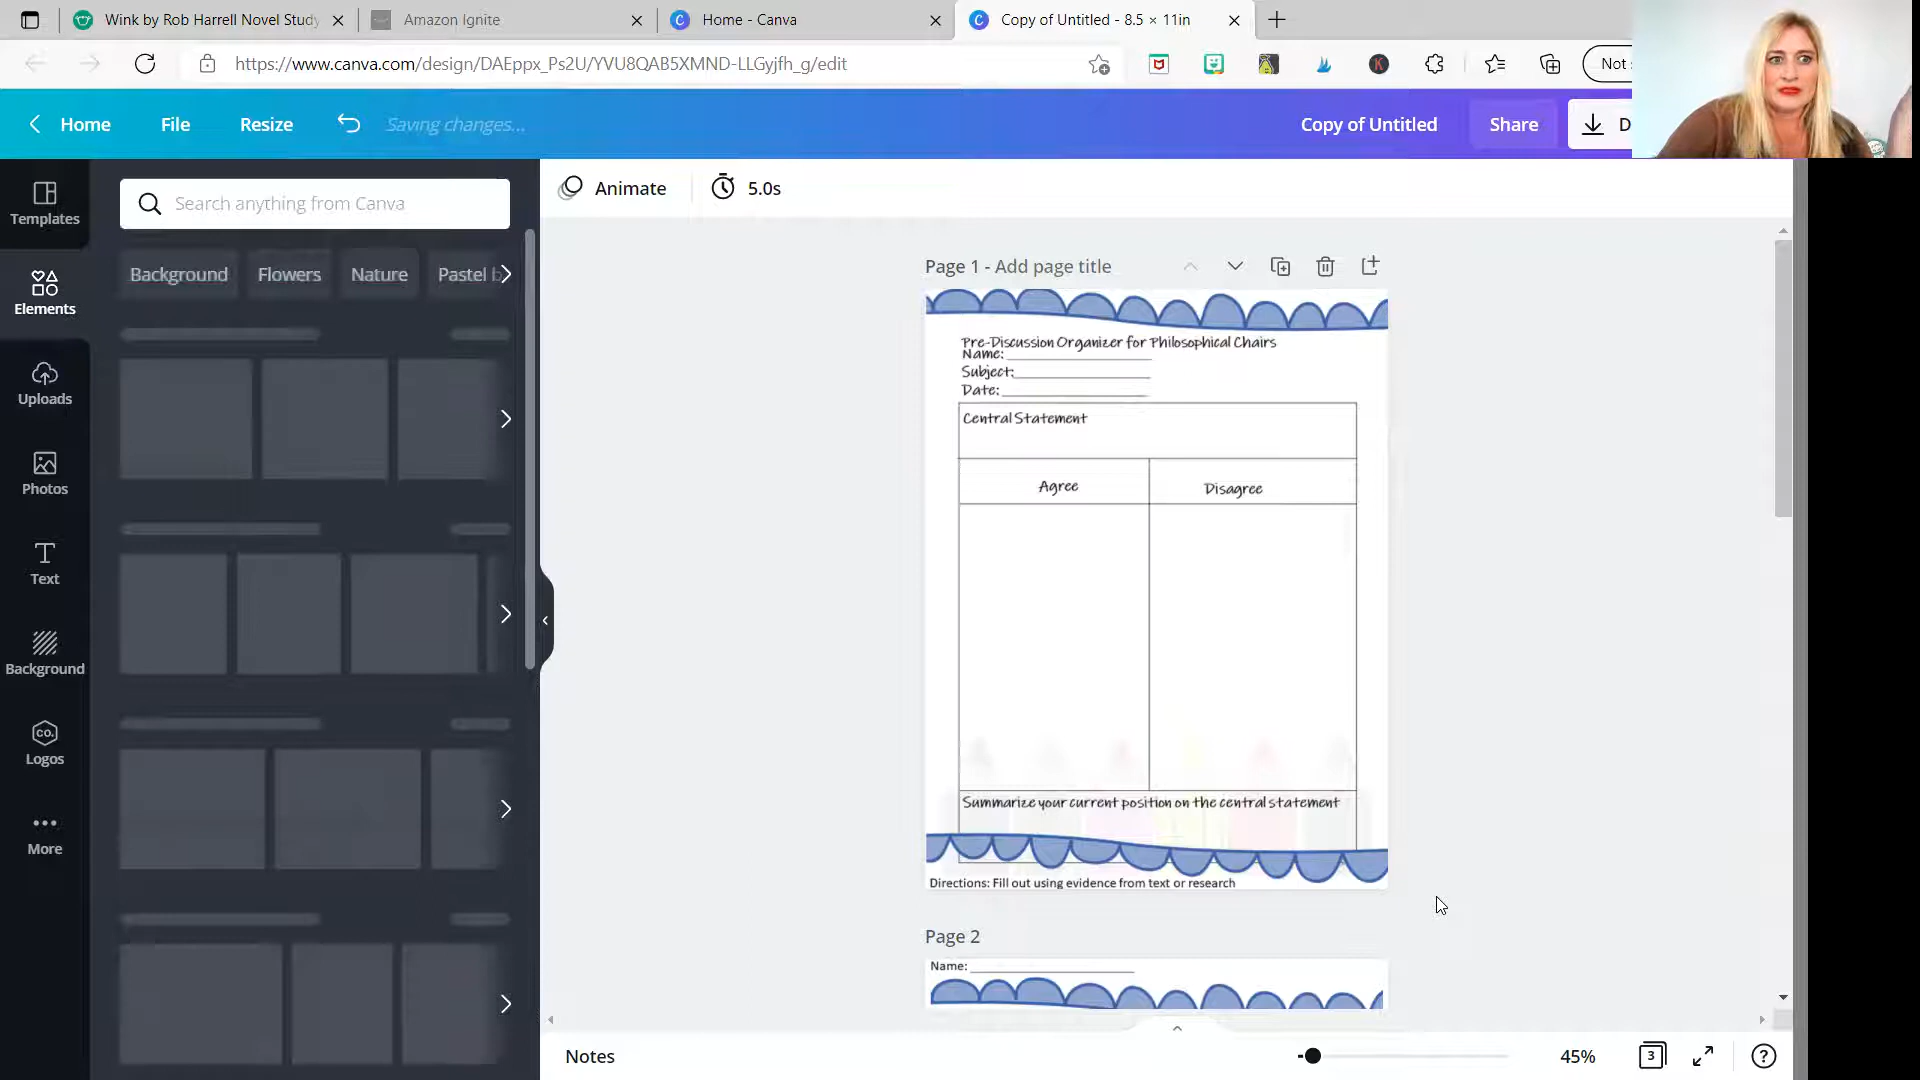 Wink by Rob Harrell Novel Study
Amazon Ignite
Home - Canva
Copy of Untitled - 8.5 × 11in
https://www.canva.com/design/DAEppx_Ps2U/YVU8QAB5XMND-LLGyjfh_g/edit
Not
Home
File
Resize
Saving changes...
Copy of Untitled
Share
D
Templates
Elements
Uploads
Photos
Text
Background
CO.
Logos
More
Search anything from Canva
Background
Flowers
Nature
Pastel b
Animate
5.0s
Page 1 - Add page title
Pre-Discussion Organizer for Philosophical Chairs
Name:
Subject:
Date:
Central Statement
Agree
Disagree
Summarize your current position on the central statement
Directions: Fill out using evidence from text or research
Page 2
Name:
Notes
45%
3